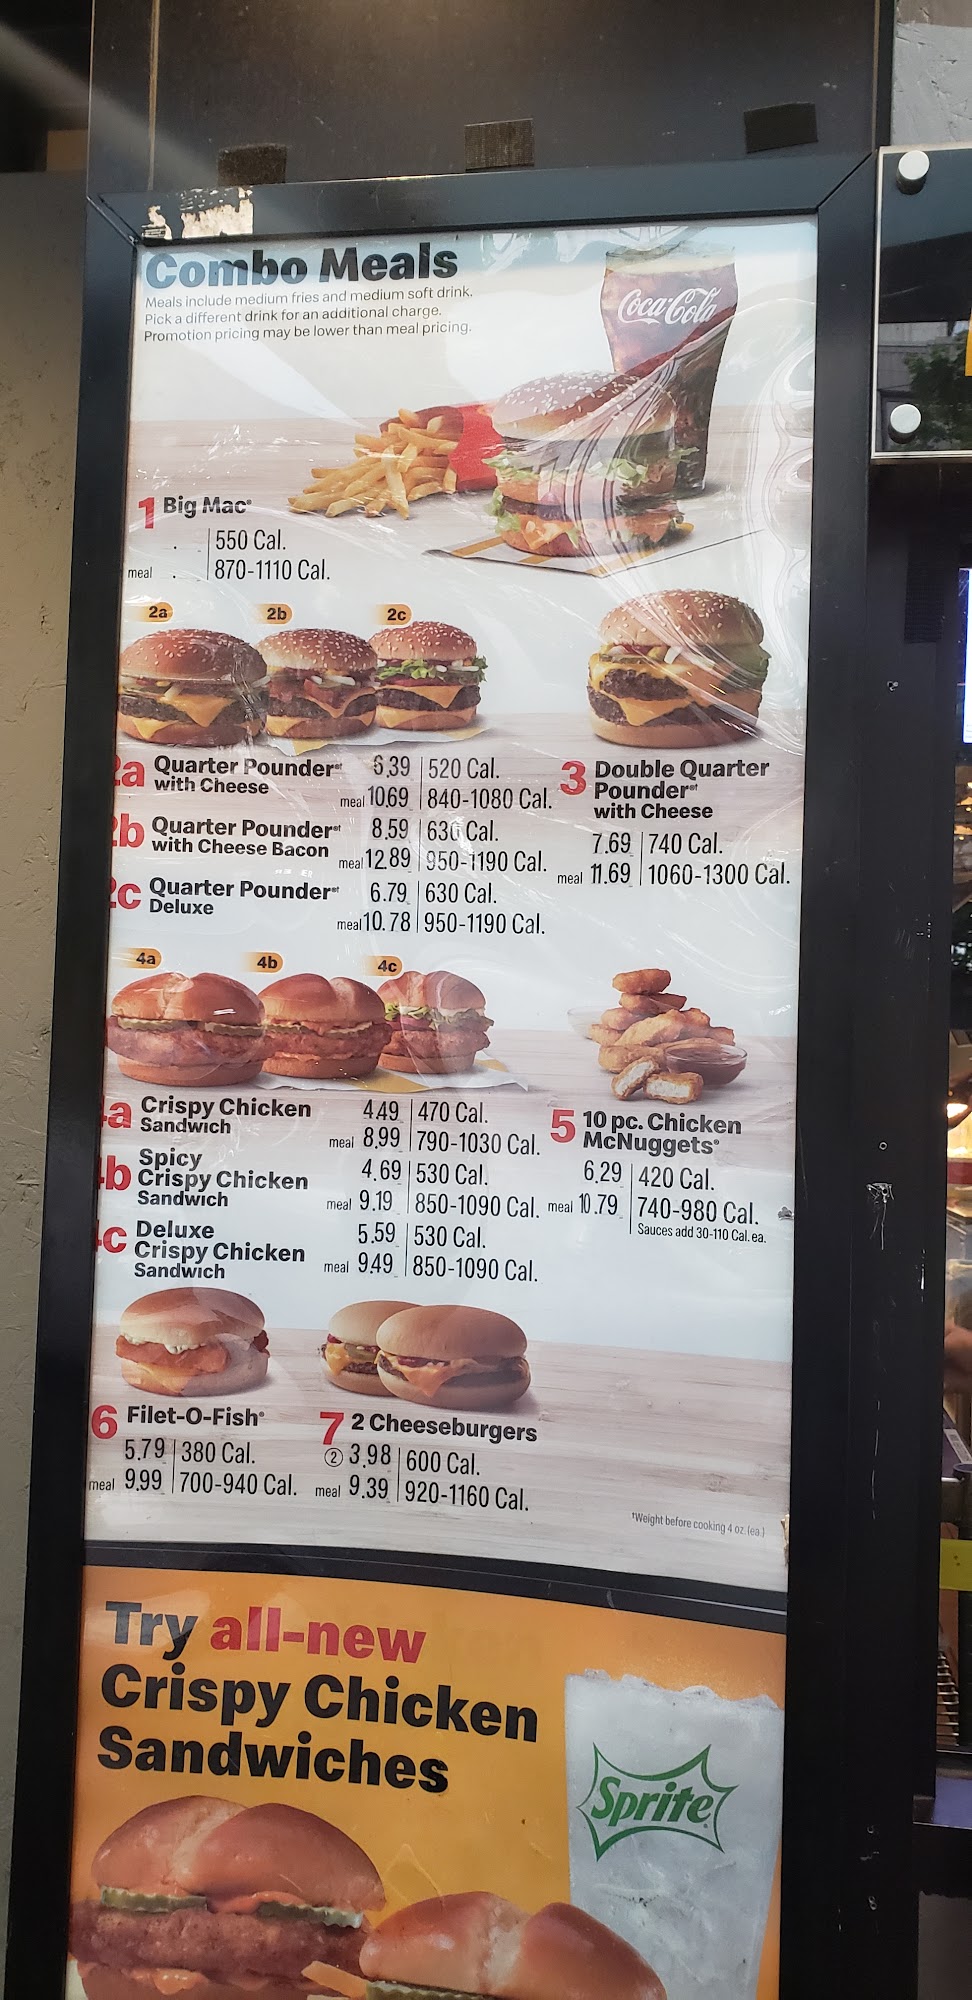 Combo Meals
Meals include medium fries and medium soft drink.
Pick a different drink for an additional charge.
Promotion pricing may be lower than meal pricing.
Coca-Cola
1 Big Mac®
550 Cal.
meal 870-1110 Cal.
2a 2b 2c
2a Quarter Pounder®†
with Cheese
6.39 520 Cal.
meal 10.69 840-1080 Cal.
2b Quarter Pounder®†
with Cheese Bacon
8.59 630 Cal.
meal 12.89 950-1190 Cal.
2c Quarter Pounder®†
Deluxe
6.79 630 Cal.
meal 10.78 950-1190 Cal.
3 Double Quarter
Pounder®†
with Cheese
7.69 740 Cal.
meal 11.69 1060-1300 Cal.
4a 4b 4c
a Crispy Chicken
Sandwich
4.49 470 Cal.
meal 8.99 790-1030 Cal.
b Spicy
Crispy Chicken
Sandwich
4.69 530 Cal.
meal 9.19 850-1090 Cal.
c Deluxe
Crispy Chicken
Sandwich
5.59 530 Cal.
meal 9.49 850-1090 Cal.
5 10 pc. Chicken
McNuggets®
6.29 420 Cal.
meal 10.79 740-980 Cal.
Sauces add 30-110 Cal. ea.
6 Filet-O-Fish®
5.79 380 Cal.
meal 9.99 700-940 Cal.
7 2 Cheeseburgers
2 3.98 600 Cal.
meal 9.39 920-1160 Cal.
†Weight before cooking 4 oz. (ea.)
Try all-new
Crispy Chicken
Sandwiches
Sprite